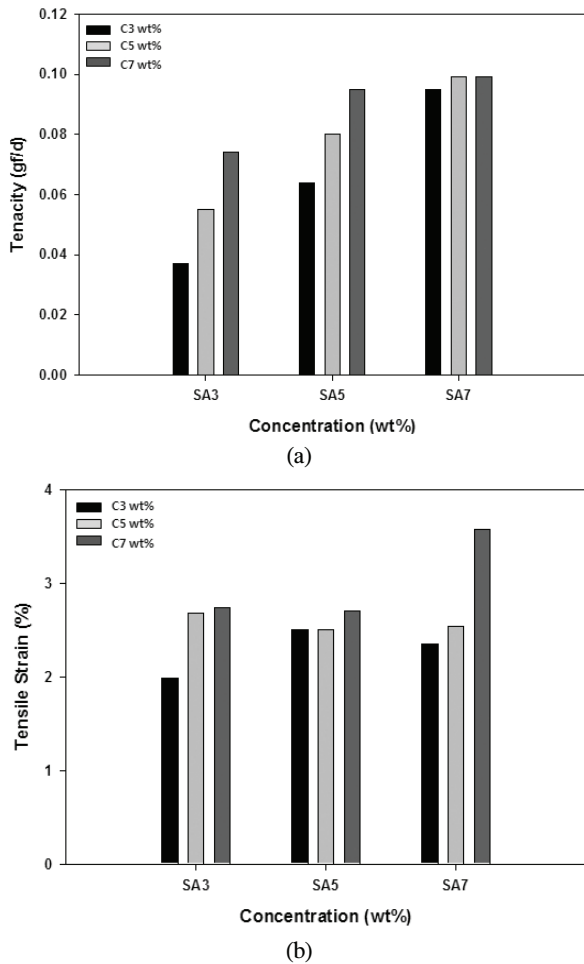 0.12
0.10
0.08
0.06
0.04
0.02
0.00
Tenacity (gf/d)
C3 wt%
C5 wt%
C7 wt%
SA3 SA5 SA7
Concentration (wt%)
(a)
4
3
2
1
0
Tensile Strain (%)
C3 wt%
C5 wt%
C7 wt%
SA3 SA5 SA7
Concentration (wt%)
(b)